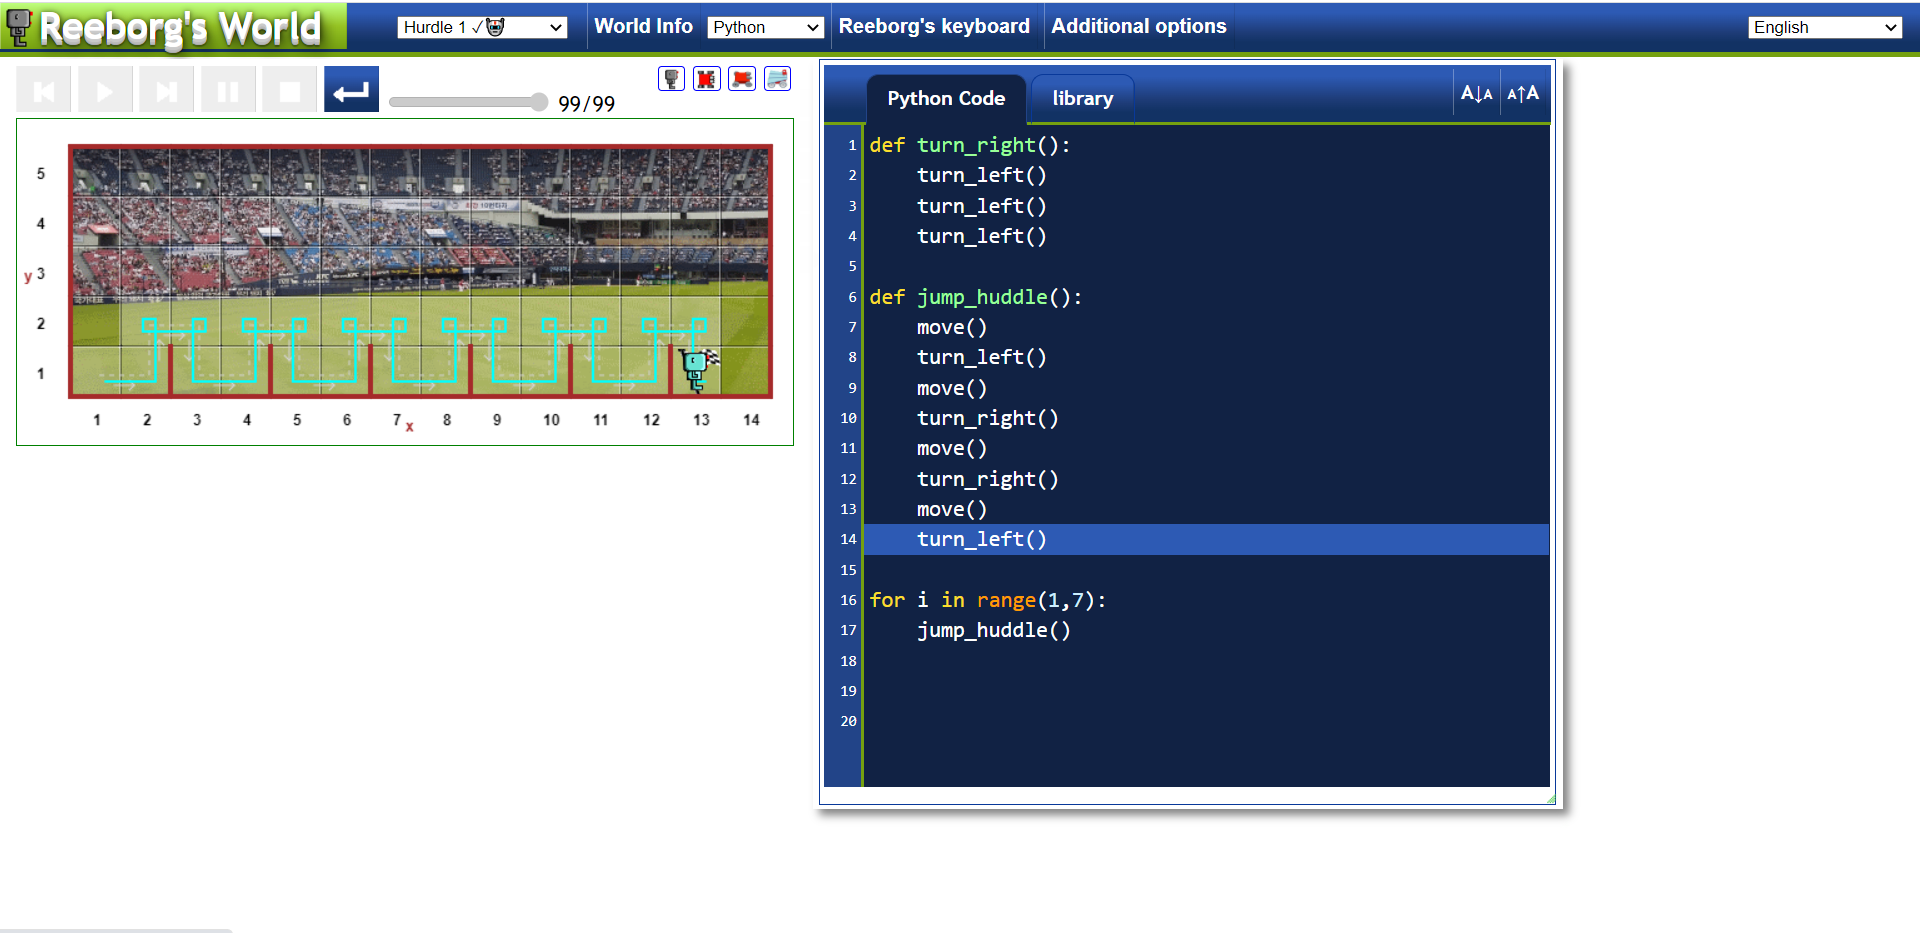 Reeborg's World
Hurdle 1 ✓
World Info
Python
Reeborg's keyboard
Additional options
English
99/99
Python Code
library
A↓A
A↑A
5
4
y 3
2
1
1 2 3 4 5 6 7 x 8 9 10 11 12 13 14
1 def turn_right():
2 turn_left()
3 turn_left()
4 turn_left()
5
6 def jump_huddle():
7 move()
8 turn_left()
9 move()
10 turn_right()
11 move()
12 turn_right()
13 move()
14 turn_left()
15
16 for i in range(1,7):
17 jump_huddle()
18
19
20